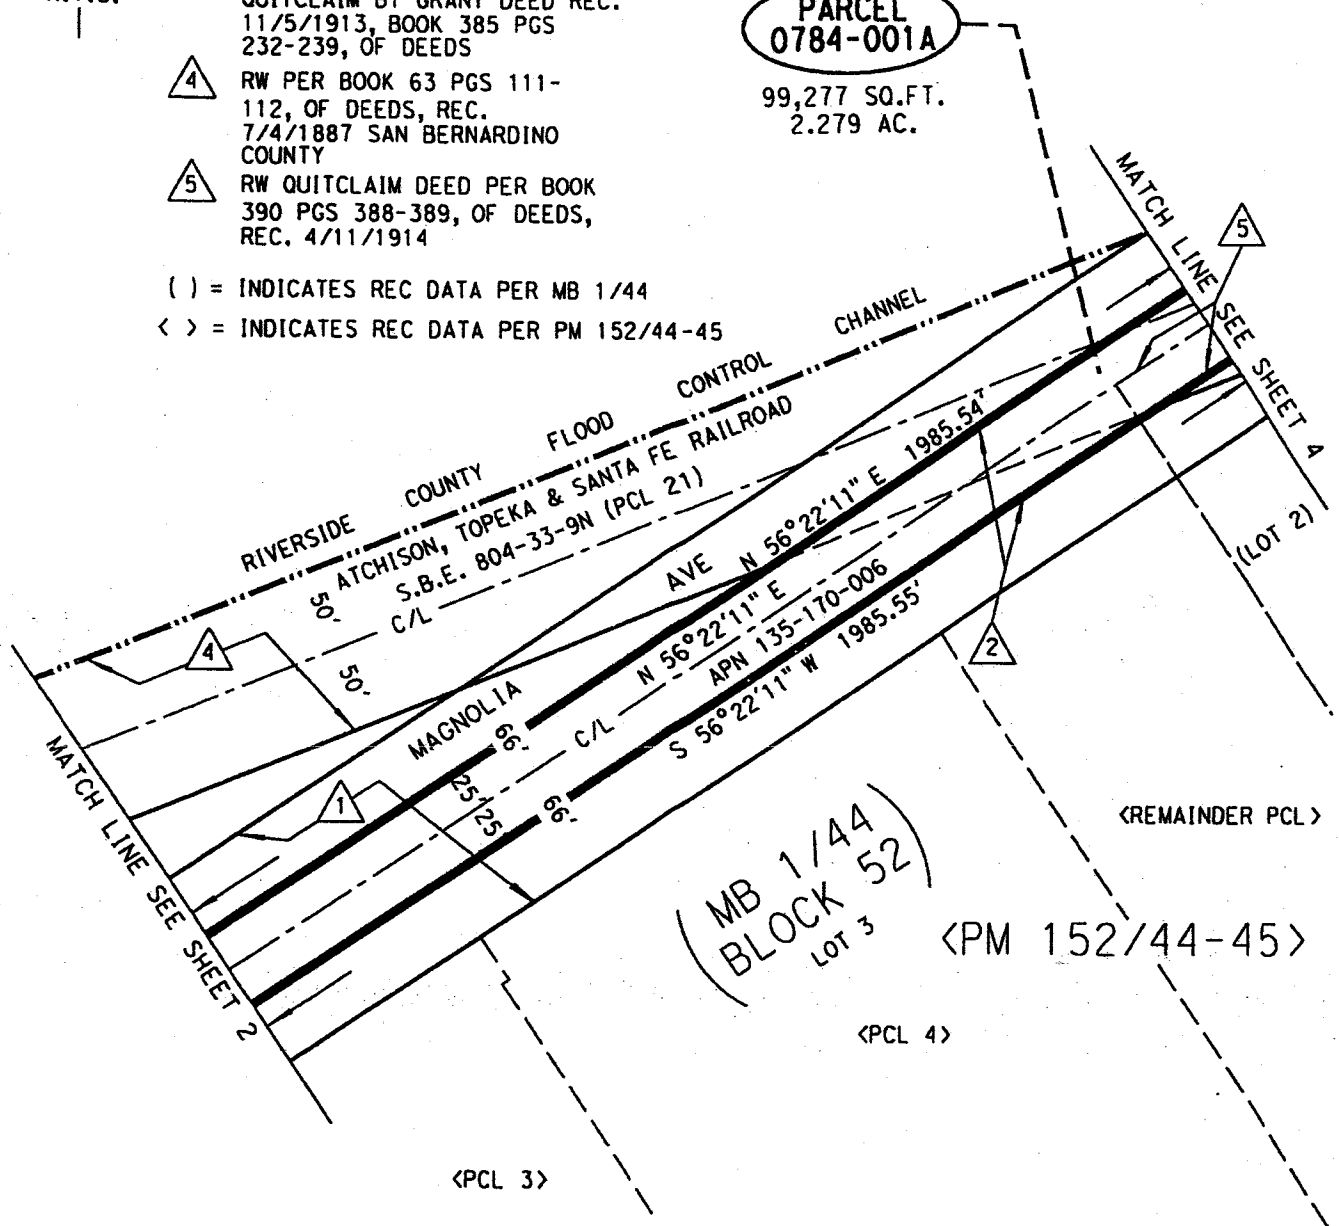 QUITCLAIM BY GRANT DEED REC.
11/5/1913, BOOK 385 PGS
232-239, OF DEEDS
4 RW PER BOOK 63 PGS 111-
112, OF DEEDS, REC.
7/4/1887 SAN BERNARDINO
COUNTY
5 RW QUITCLAIM DEED PER BOOK
390 PGS 388-389, OF DEEDS,
REC. 4/11/1914
( ) = INDICATES REC DATA PER MB 1/44
< > = INDICATES REC DATA PER PM 152/44-45
PARCEL
0784-001A
99,277 SQ.FT.
2.279 AC.
MATCH LINE SEE SHEET 4
5
RIVERSIDE COUNTY FLOOD CONTROL CHANNEL
ATCHISON, TOPEKA & SANTA FE RAILROAD
S.B.E. 804-33-9N (PCL 21)
50'
C/L
50'
4
MAGNOLIA AVE
N 56°22'11" E 1985.54'
66'
N 56°22'11" E
C/L
APN 135-170-006
S 56°22'11" W 1985.55'
66'
25'
25'
1
2
(LOT 2)
MATCH LINE SEE SHEET 2
<REMAINDER PCL>
(MB 1/44
BLOCK 52)
LOT 3
<PM 152/44-45>
<PCL 4>
<PCL 3>